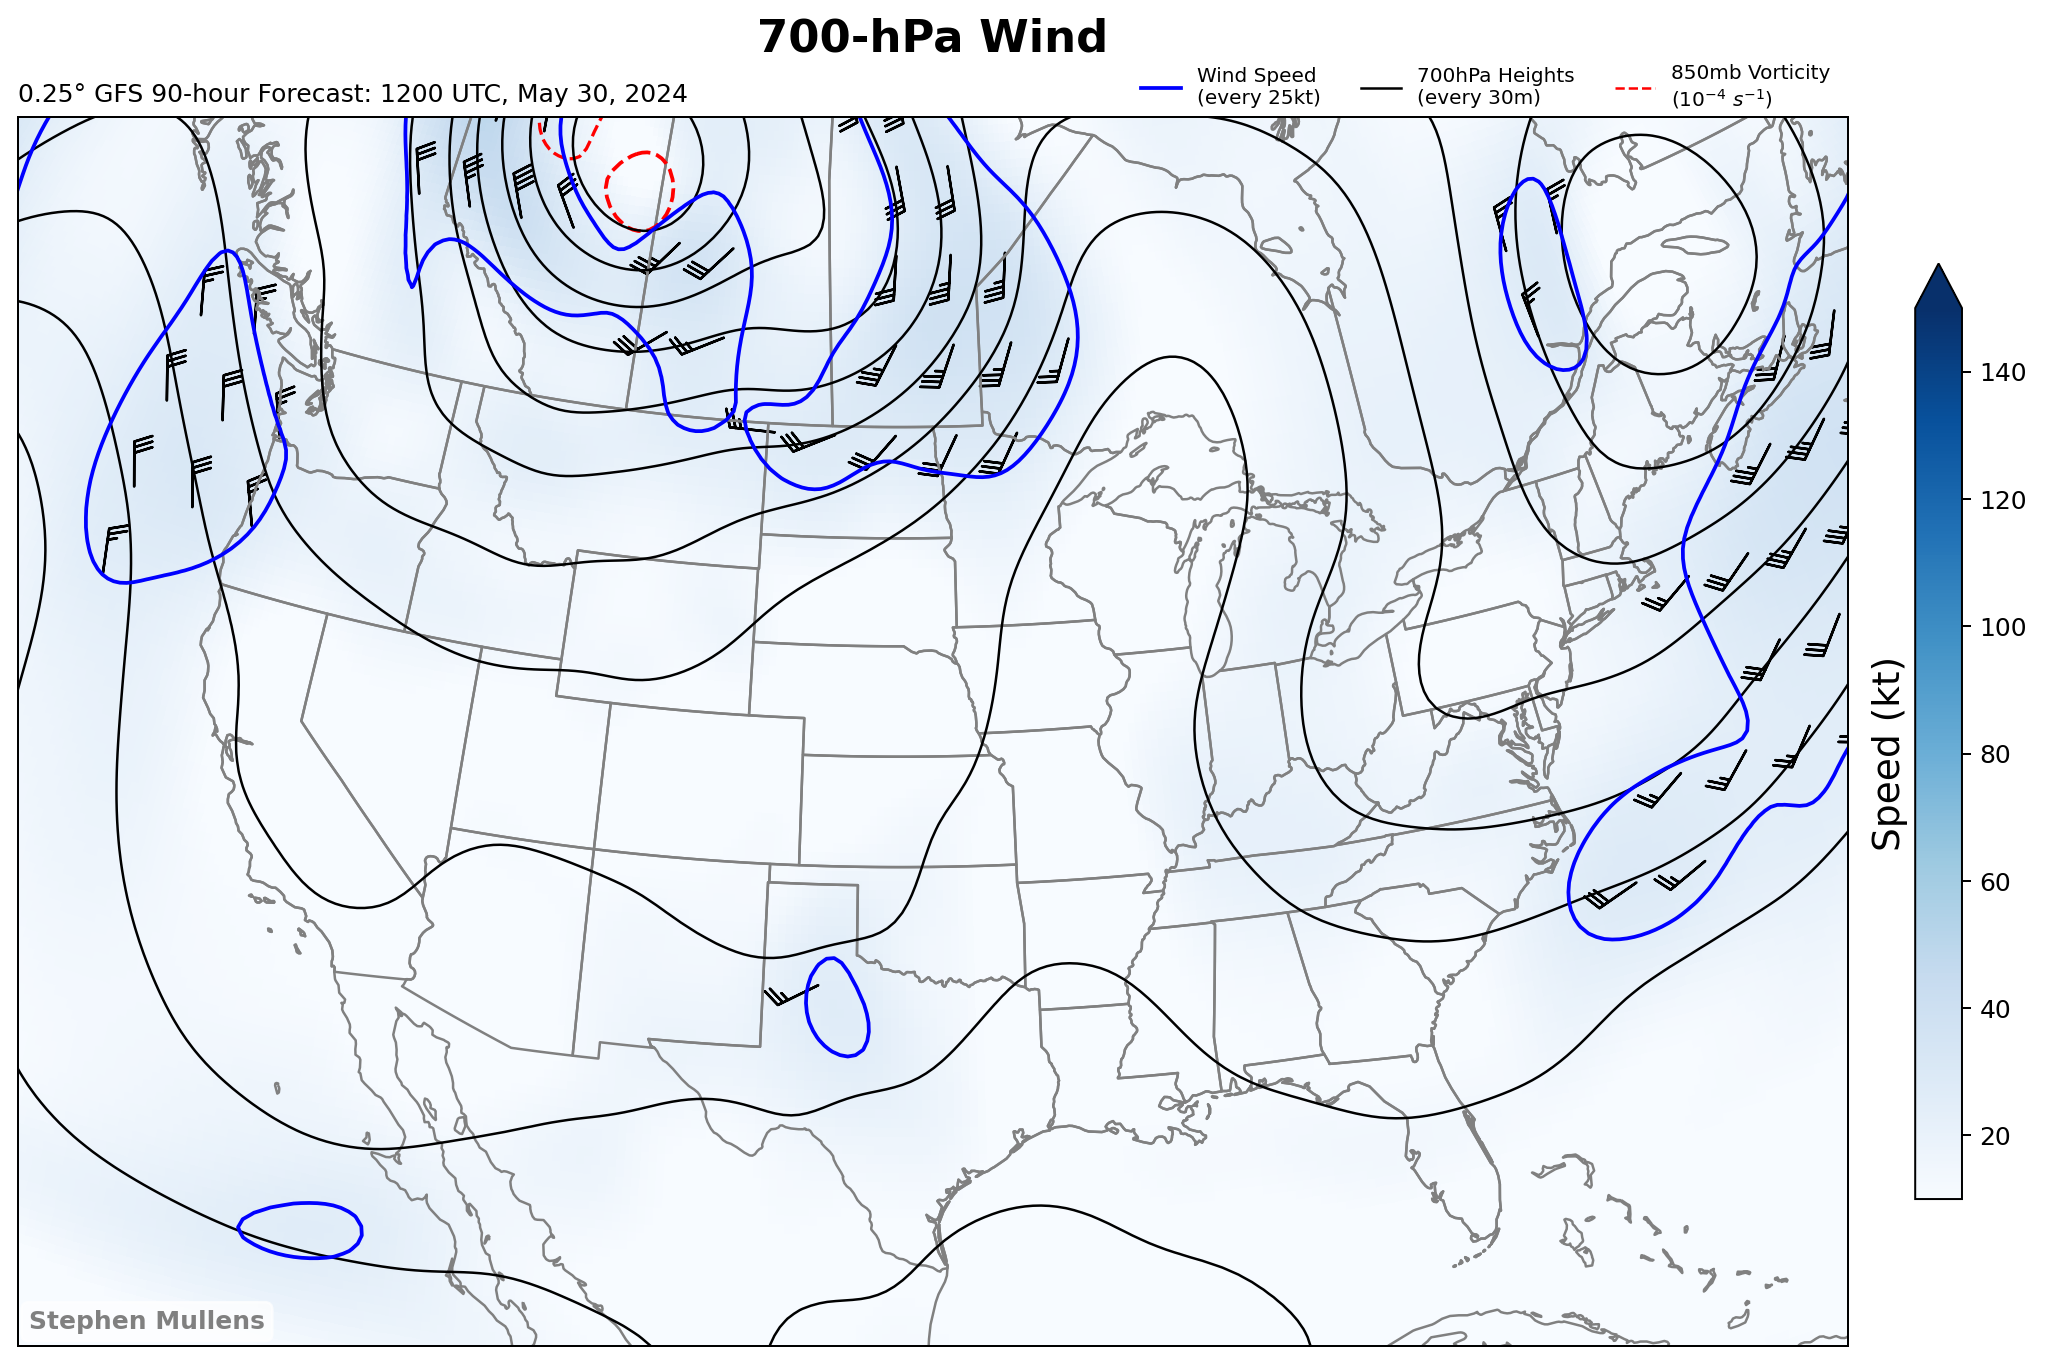 700-hPa Wind
0.25° GFS 90-hour Forecast: 1200 UTC, May 30, 2024
Wind Speed
(every 25kt)
700hPa Heights
(every 30m)
850mb Vorticity
(10⁻⁴ s⁻¹)
140
120
100
80
60
40
20
Speed (kt)
Stephen Mullens